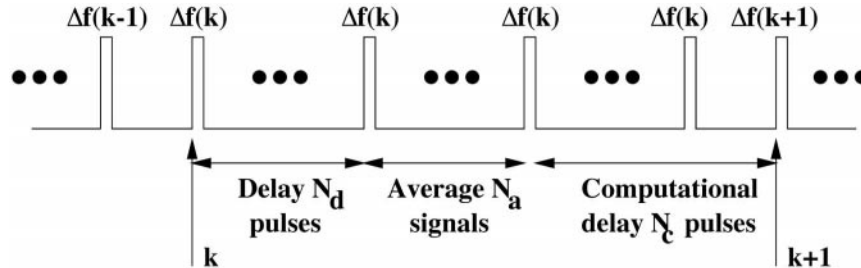 Δf(k-1) Δf(k) Δf(k) Δf(k) Δf(k) Δf(k+1)
Delay N_d Average N_a Computational
pulses signals delay N_c pulses
k k+1